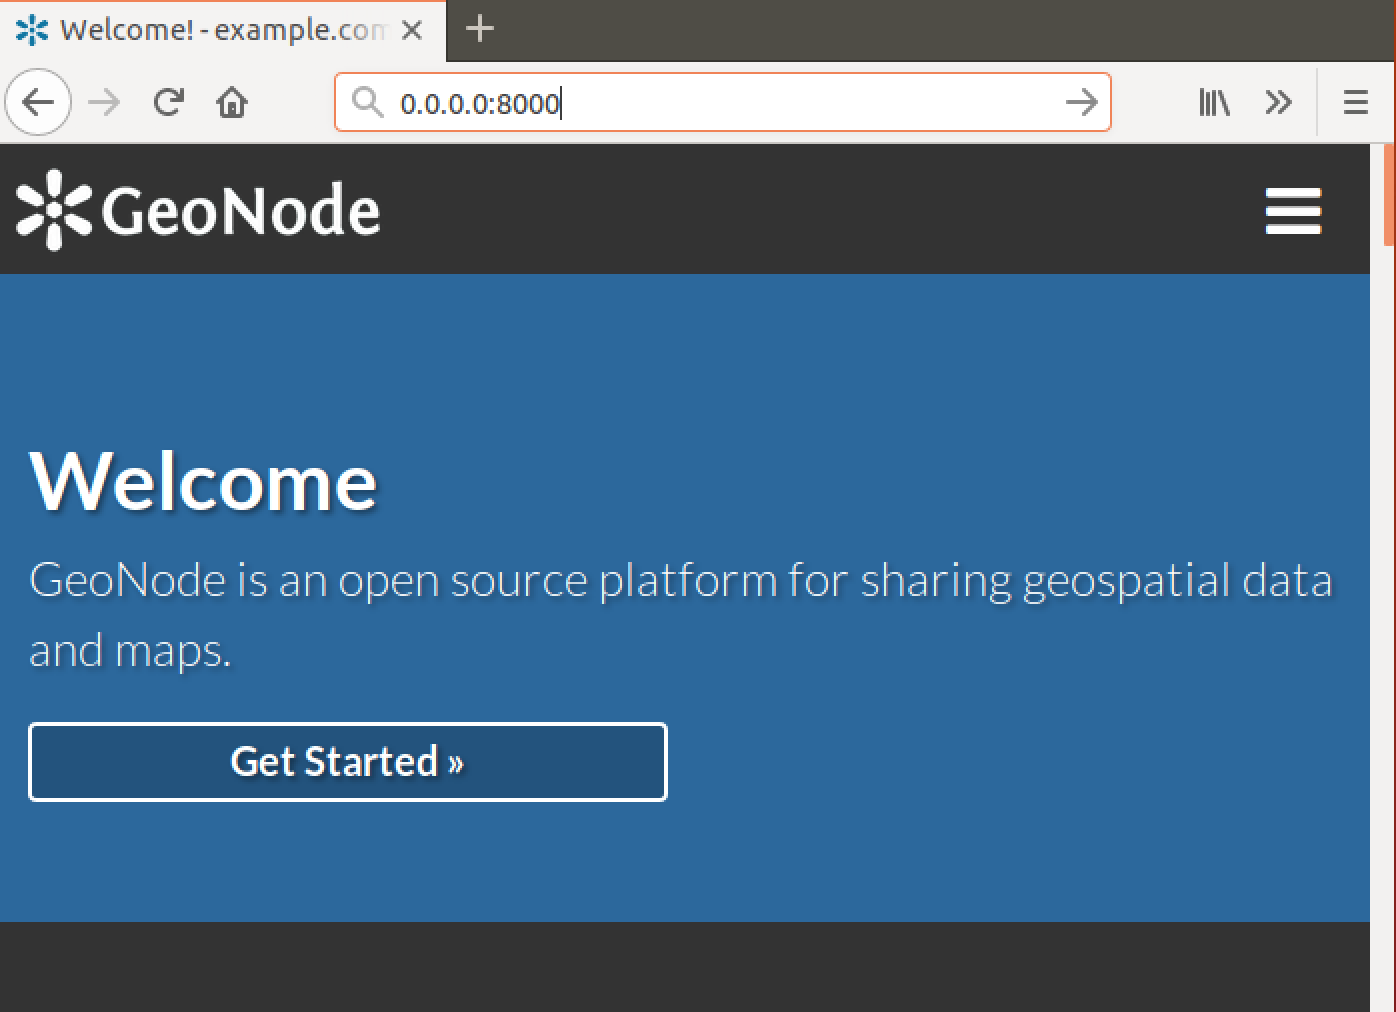 Welcome! - example.com
0.0.0.0:8000
GeoNode
Welcome
GeoNode is an open source platform for sharing geospatial data
and maps.
Get Started »